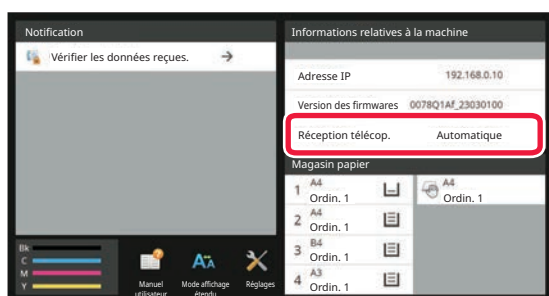 Notification
Vérifier les données reçues.
Informations relatives à la machine
Adresse IP 192.168.0.10
Version des firmwares 0078Q1Af_23030100
Réception télécop. Automatique
Magasin papier
1 A4
Ordin. 1
A4
Ordin. 1
2 A4
Ordin. 1
3 B4
Ordin. 1
4 A3
Ordin. 1
Bk
C
M
Y
Manuel
utilisateur
Mode affichage
étendu
Réglages